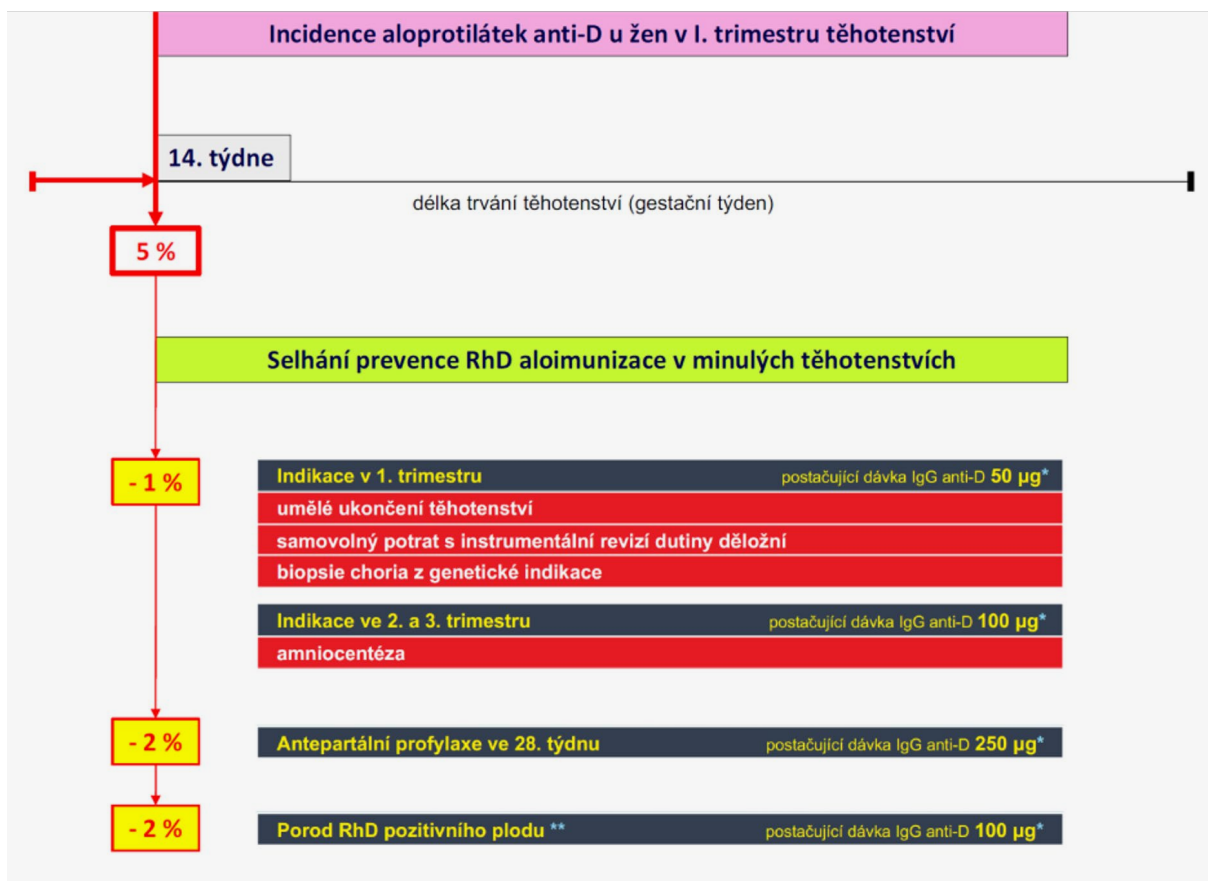 Incidence aloprotilátek anti-D u žen v I. trimestru těhotenství
14. týdne
délka trvání těhotenství (gestační týden)
5 %
Selhání prevence RhD aloimunizace v minulých těhotenstvích
- 1 %
Indikace v 1. trimestru postačující dávka IgG anti-D 50 µg*
umělé ukončení těhotenství
samovolný potrat s instrumentální revizí dutiny děložní
biopsie choria z genetické indikace
Indikace ve 2. a 3. trimestru postačující dávka IgG anti-D 100 µg*
amniocentéza
- 2 %
Antepartální profylaxe ve 28. týdnu postačující dávka IgG anti-D 250 µg*
- 2 %
Porod RhD pozitivního plodu ** postačující dávka IgG anti-D 100 µg*